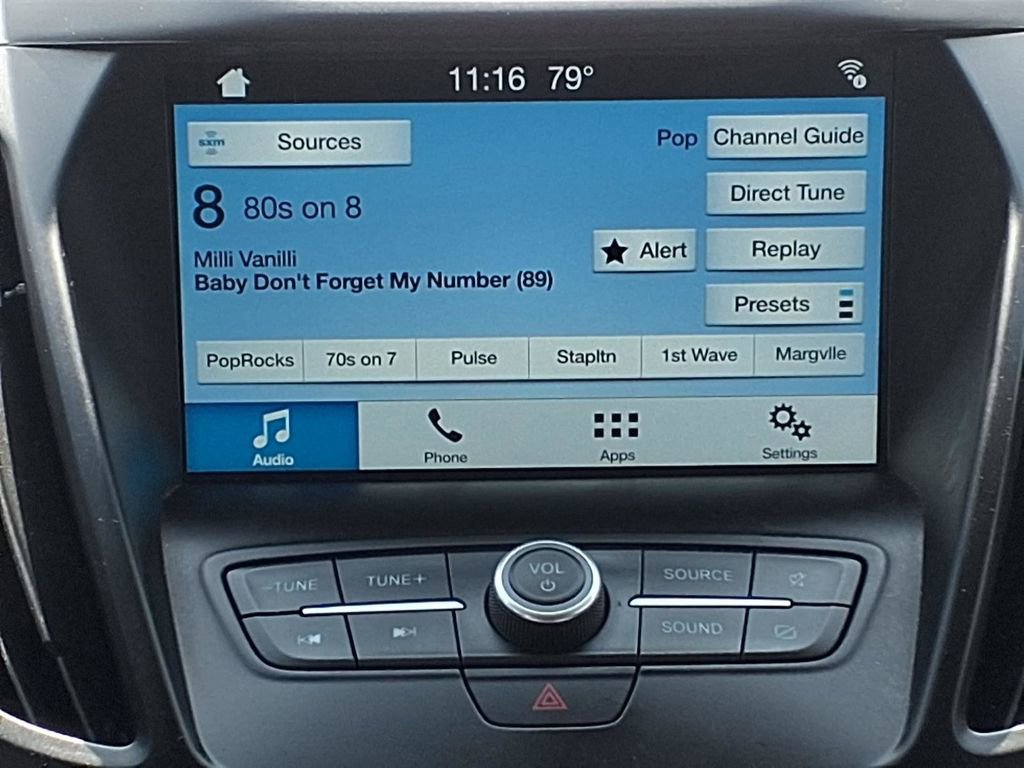 11:16 79°
sxm Sources
Pop Channel Guide
8 80s on 8
Direct Tune
Milli Vanilli
Alert
Replay
Baby Don't Forget My Number (89)
Presets
PopRocks 70s on 7 Pulse Stapltn 1st Wave Margvlle
Audio Phone Apps Settings
VOL
-TUNE TUNE+ SOURCE
SOUND